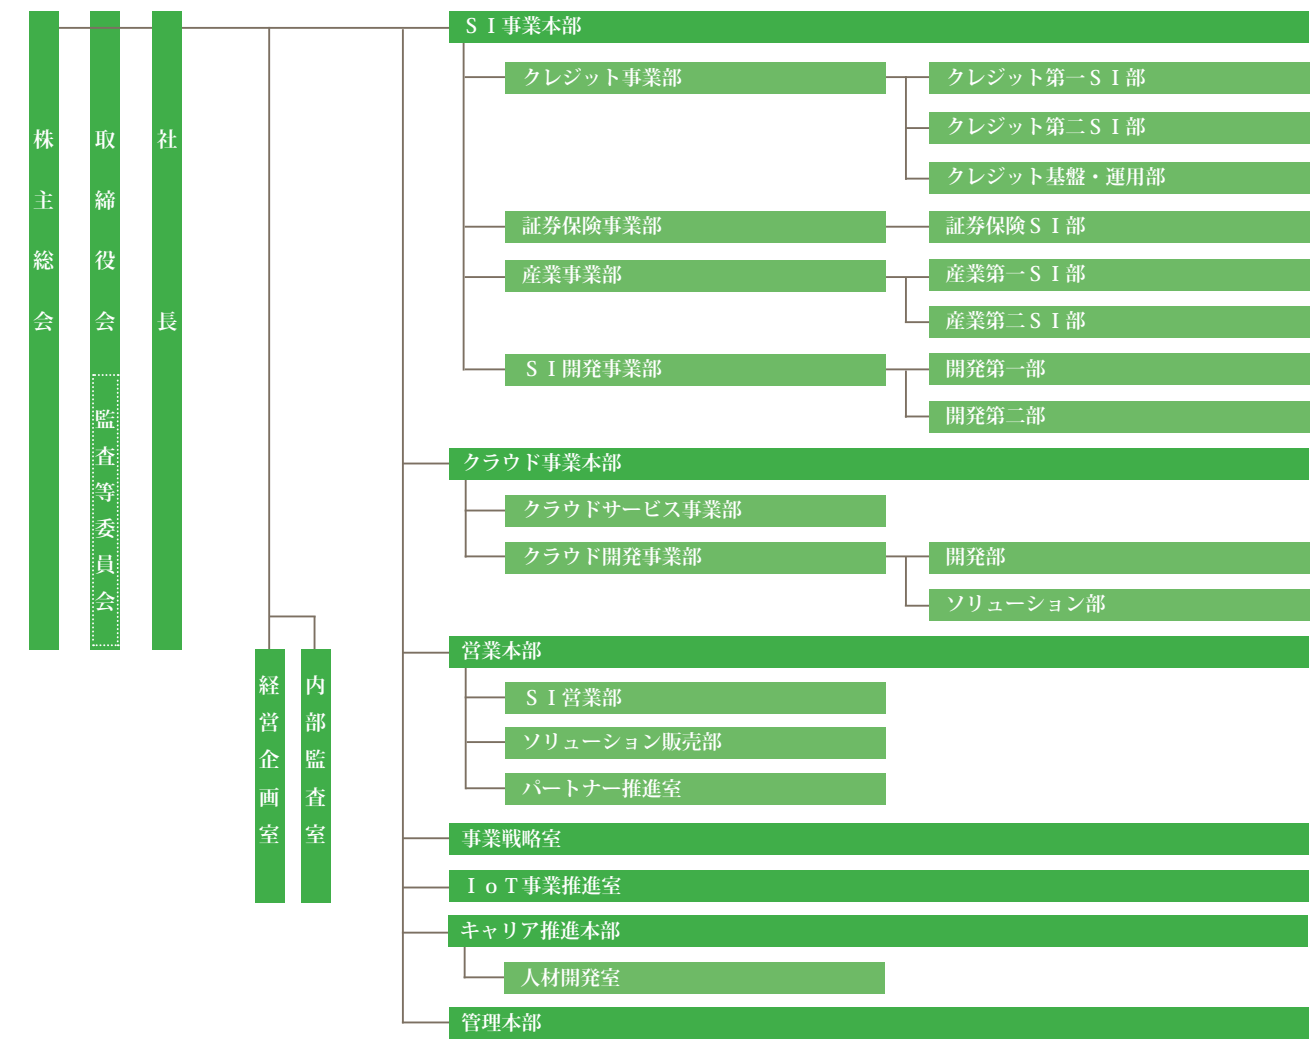 株主総会
取締役会
監査等委員会
社長
経営企画室
内部監査室
ＳＩ事業本部
クレジット事業部
クレジット第一ＳＩ部
クレジット第二ＳＩ部
クレジット基盤・運用部
証券保険事業部
証券保険ＳＩ部
産業事業部
産業第一ＳＩ部
産業第二ＳＩ部
ＳＩ開発事業部
開発第一部
開発第二部
クラウド事業本部
クラウドサービス事業部
クラウド開発事業部
開発部
ソリューション部
営業本部
ＳＩ営業部
ソリューション販売部
パートナー推進室
事業戦略室
ＩｏＴ事業推進室
キャリア推進本部
人材開発室
管理本部